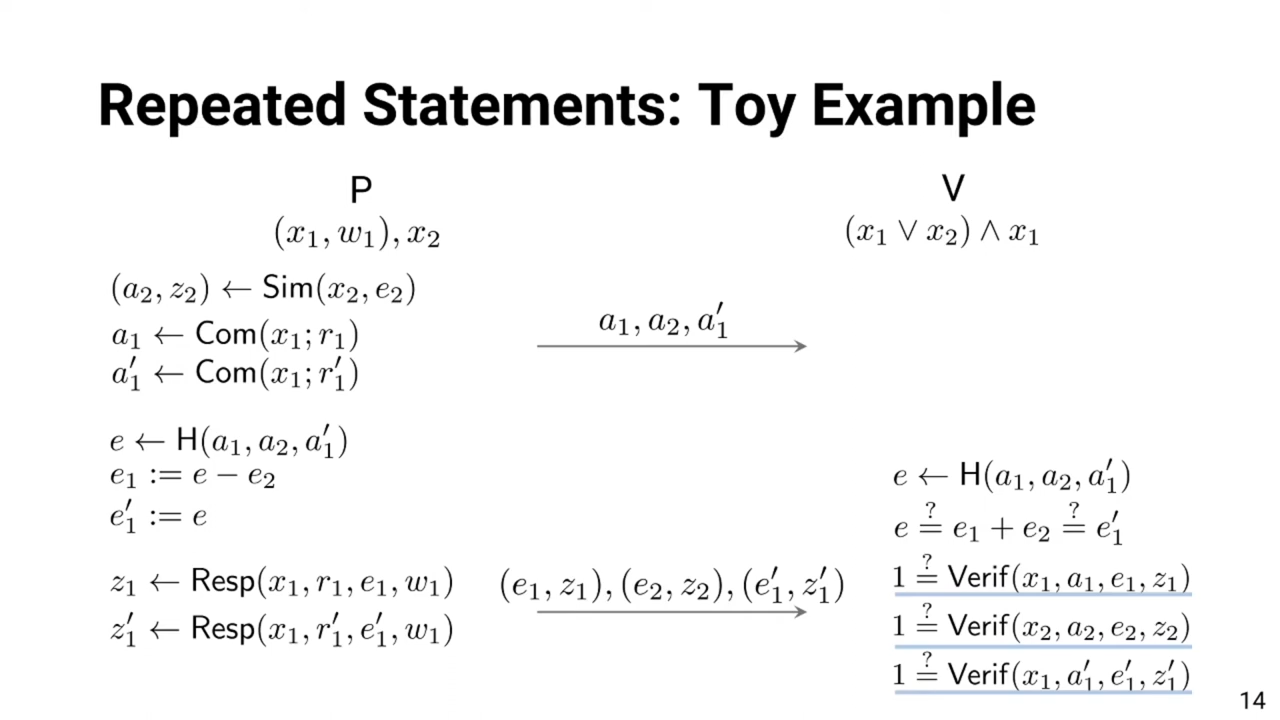 Repeated Statements: Toy Example
P
V
(x₁, w₁), x₂
(x₁ ∨ x₂) ∧ x₁
(a₂, z₂) ← Sim(x₂, e₂)
a₁ ← Com(x₁; r₁)
a′₁ ← Com(x₁; r′₁)
a₁, a₂, a′₁
e ← H(a₁, a₂, a′₁)
e₁ := e − e₂
e′₁ := e
e ← H(a₁, a₂, a′₁)
e ≟ e₁ + e₂ ≟ e′₁
z₁ ← Resp(x₁, r₁, e₁, w₁)
z′₁ ← Resp(x₁, r′₁, e′₁, w₁)
(e₁, z₁), (e₂, z₂), (e′₁, z′₁)
1 ≟ Verif(x₁, a₁, e₁, z₁)
1 ≟ Verif(x₂, a₂, e₂, z₂)
1 ≟ Verif(x₁, a′₁, e′₁, z′₁)
14